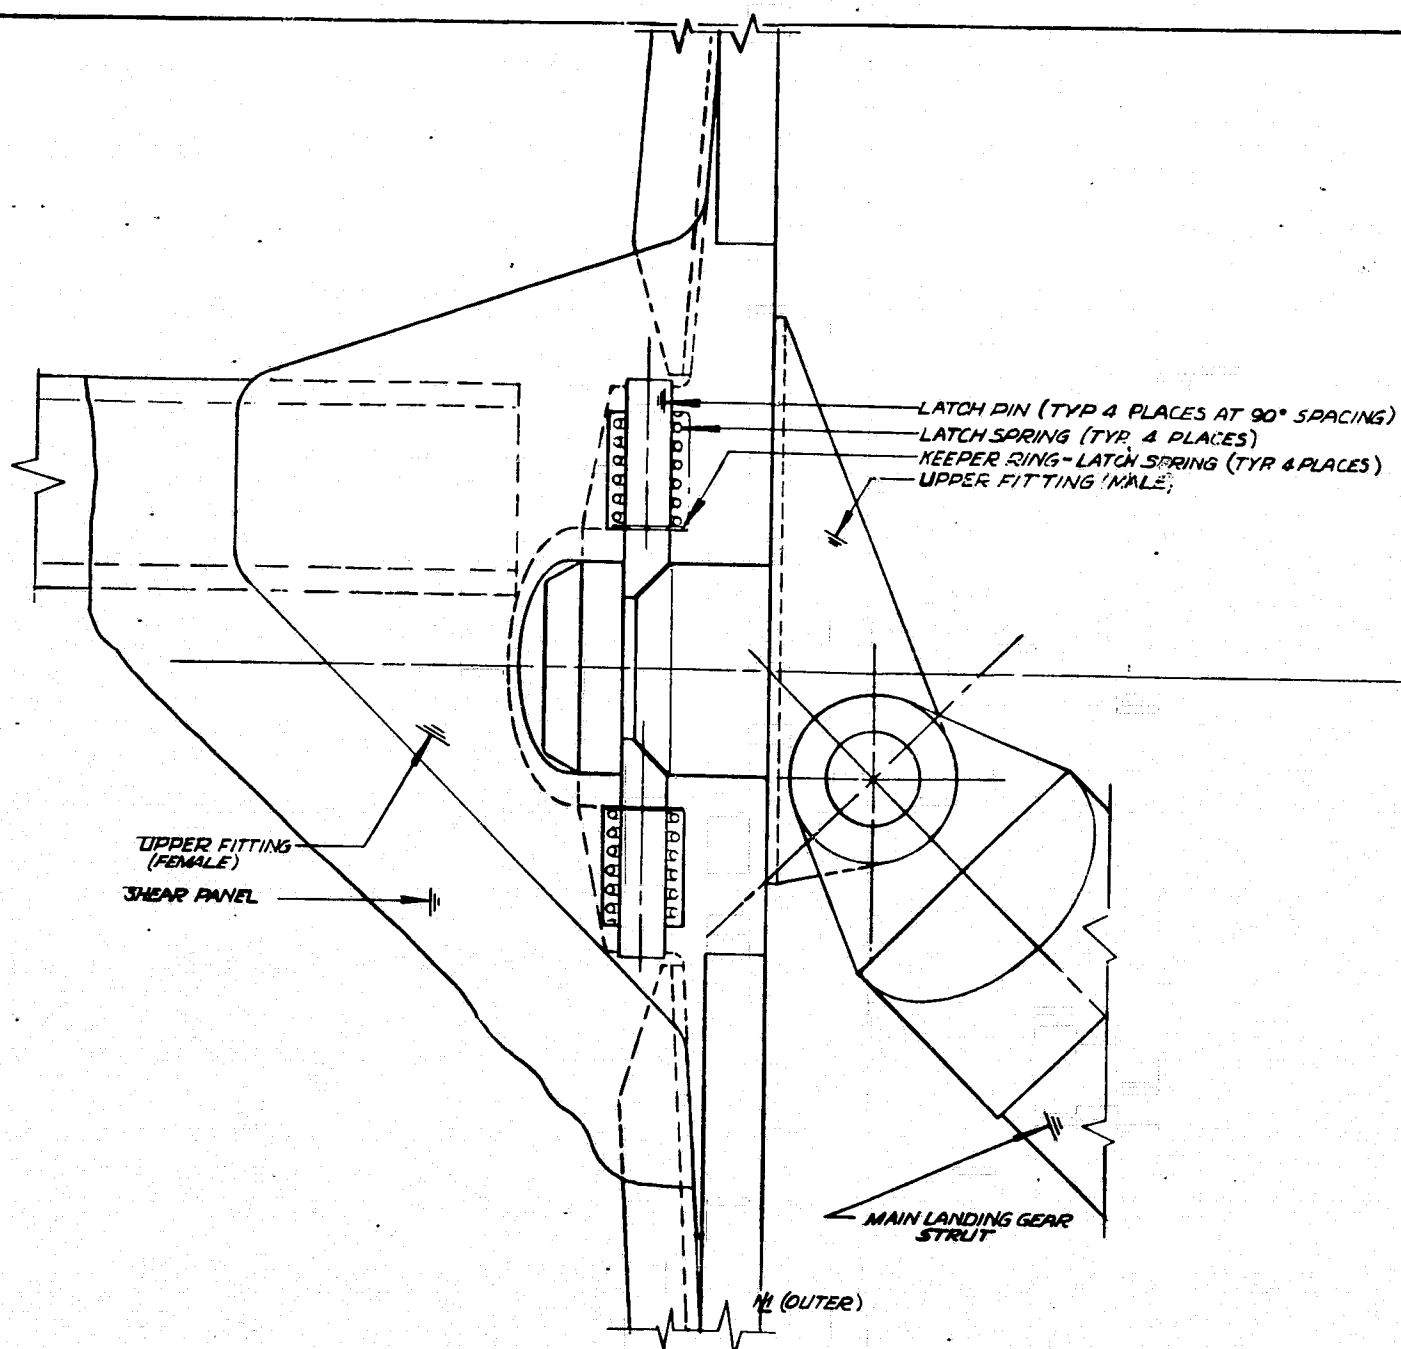 LATCH PIN (TYP 4 PLACES AT 90° SPACING)
LATCH SPRING (TYP. 4 PLACES)
KEEPER RING-LATCH SPRING (TYP. 4 PLACES)
UPPER FITTING (MALE)
UPPER FITTING
(FEMALE)
SHEAR PANEL
MAIN LANDING GEAR
STRUT
(OUTER)